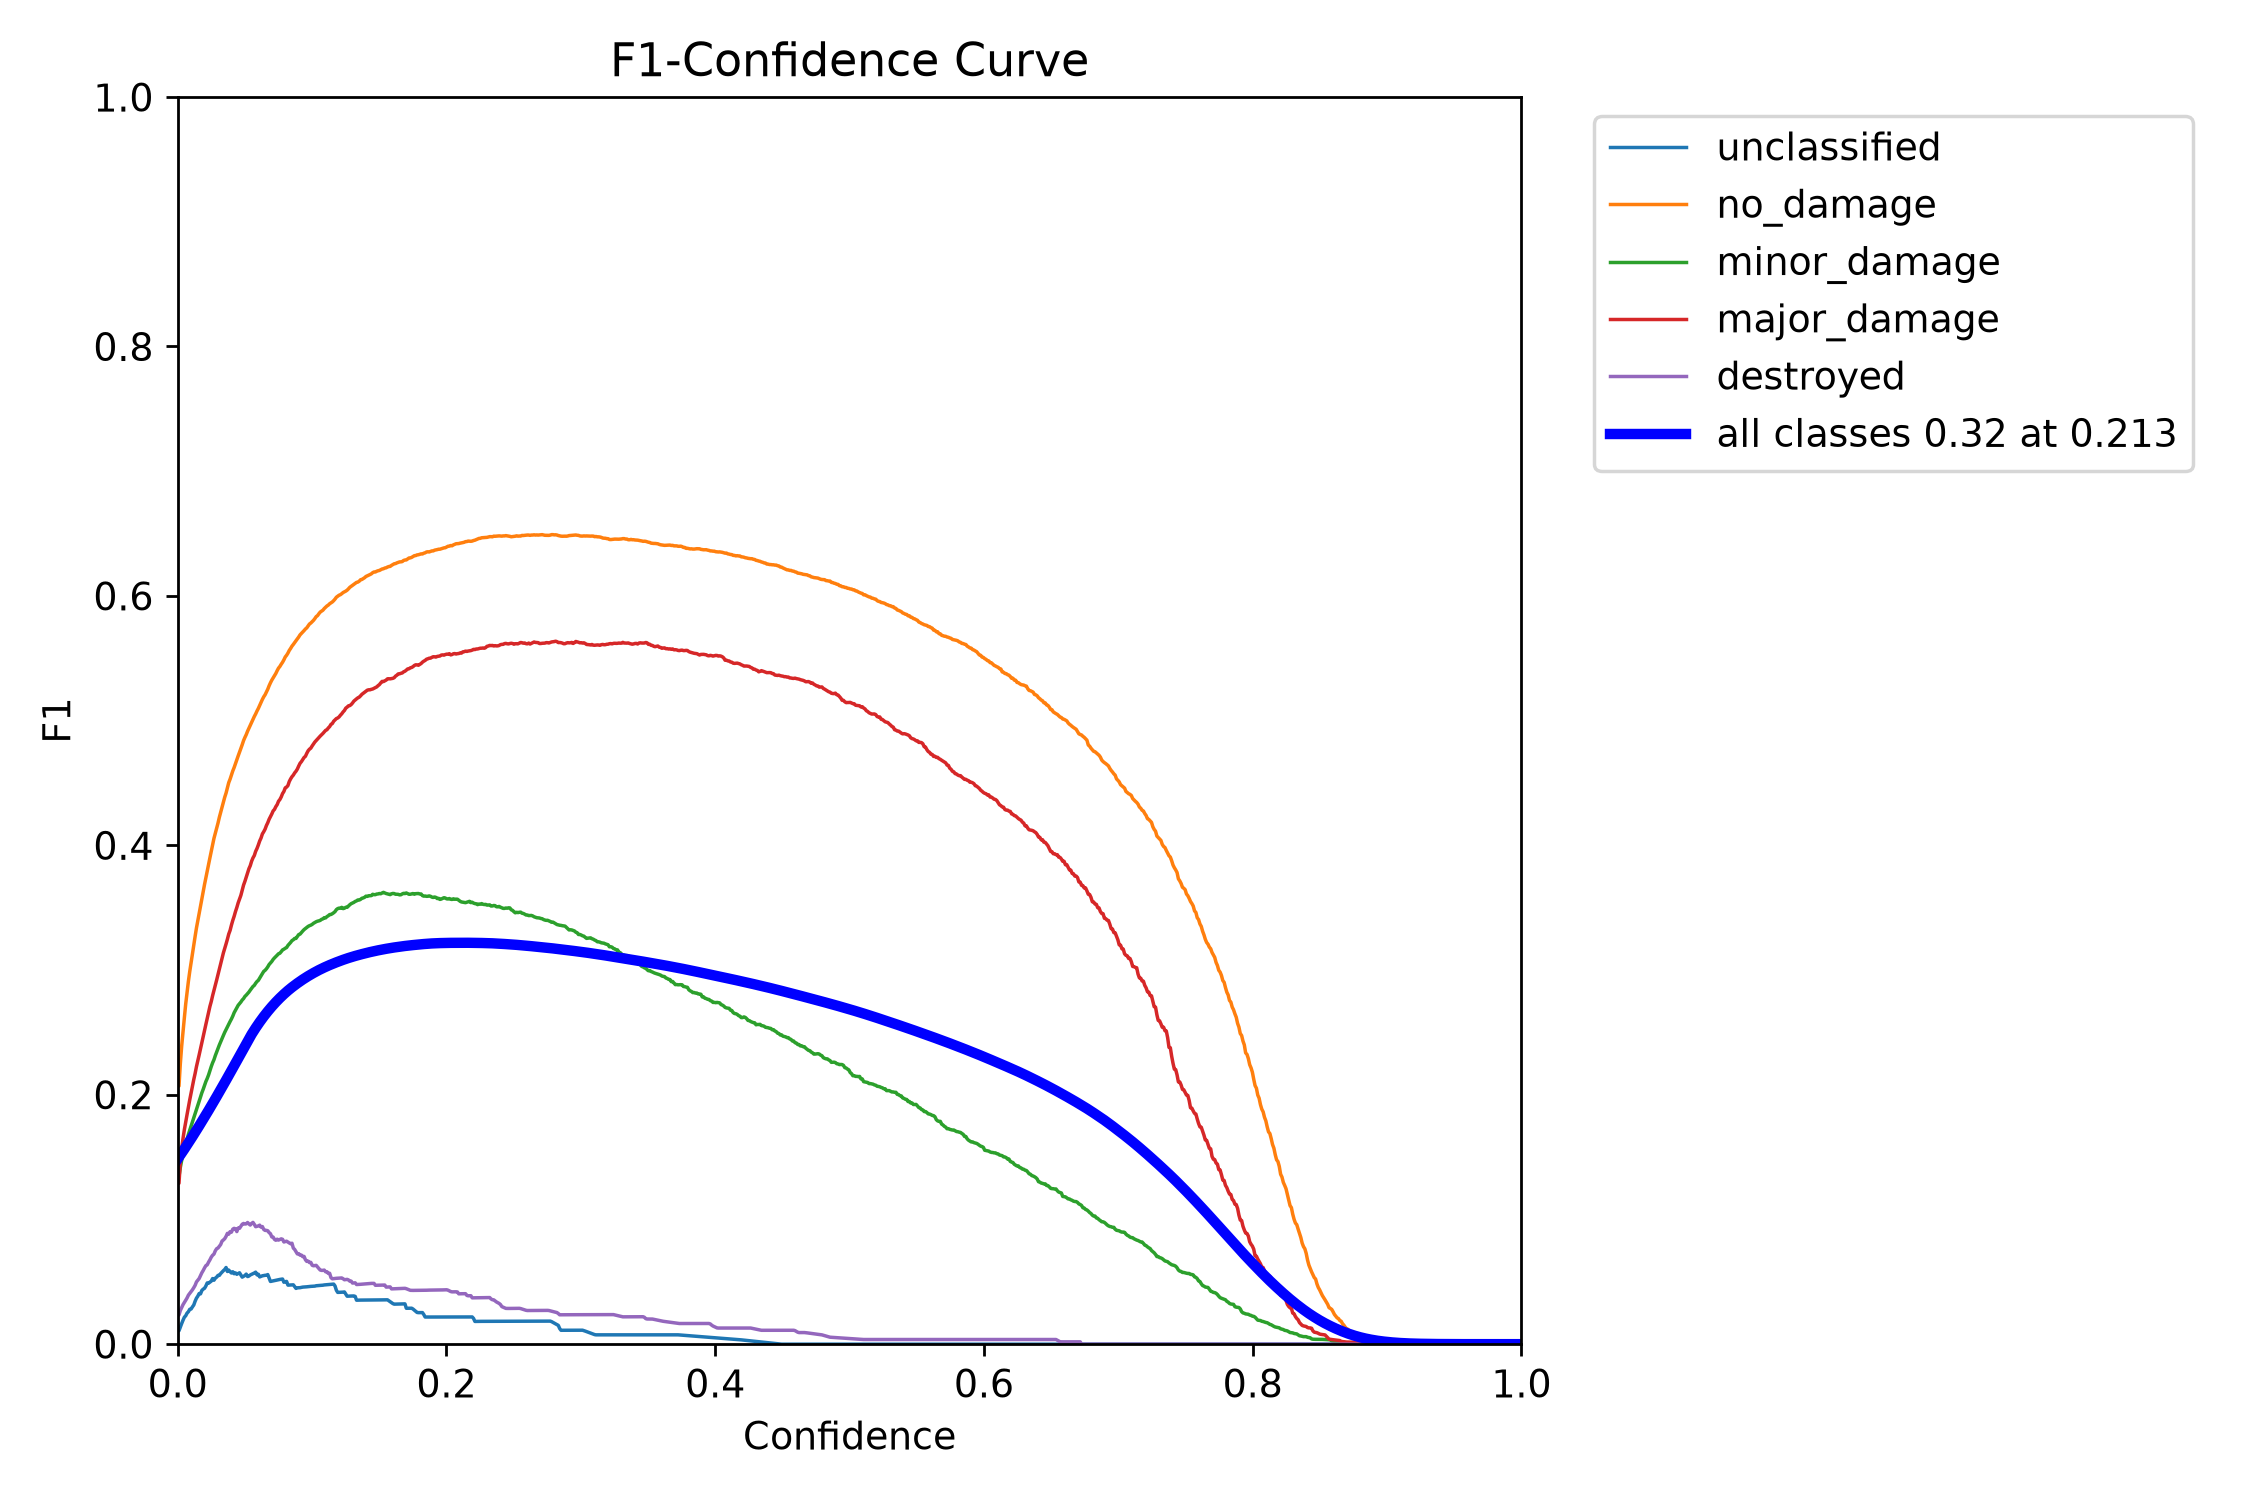 F1-Confidence Curve
1.0
0.8
0.6
0.4
0.2
0.0
F1
0.0 0.2 0.4 0.6 0.8 1.0
Confidence
unclassified
no_damage
minor_damage
major_damage
destroyed
all classes 0.32 at 0.213